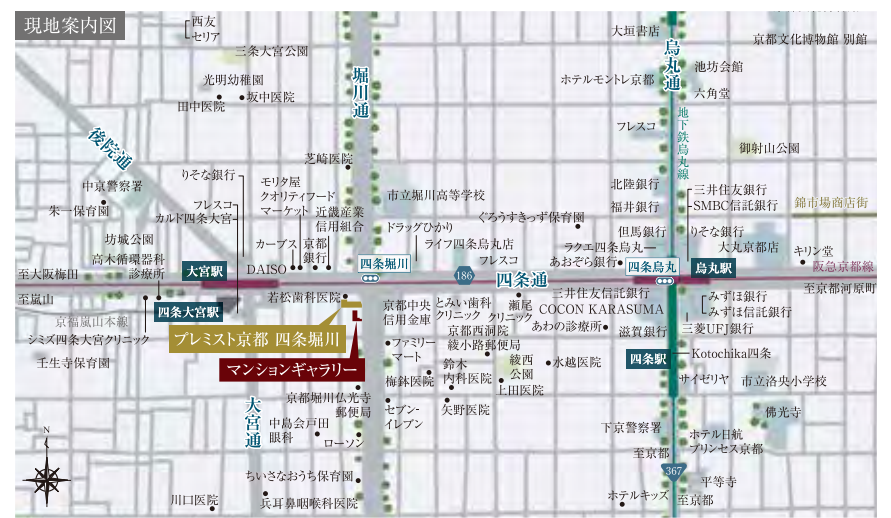 現地案内図
西友
セリア
三条大宮公園
光明幼稚園
田中医院
坂中医院
堀川通
大垣書店
烏丸通
京都文化博物館 別館
池坊会館
ホテルモントレ京都
六角堂
フレスコ
地下鉄烏丸線
御射山公園
後院通
芝崎医院
りそな銀行
モリタ屋
クオリティフード
マーケット
中京警察署
朱一保育園
フレスコ
カルド四条大宮
近畿産業
信用組合
市立堀川高等学校
北陸銀行
福井銀行
三井住友銀行
SMBC信託銀行
錦市場商店街
坊城公園
カーブス
京都
銀行
ドラッグひかり
ぐろうすきっず保育園
但馬銀行
りそな銀行
ライフ四条烏丸店
ラクエ四条烏丸
大丸京都店
高木循環器科
診療所
大宮駅
DAISO
四条堀川
フレスコ
あおぞら銀行
四条烏丸
烏丸駅
キリン堂
至大阪梅田
186
四条通
阪急京都線
至嵐山
至京都河原町
四条大宮駅
若松歯科医院
京都中央
信用金庫
とみい歯科
クリニック
瀬尾
クリニック
三井住友信託銀行
COCON KARASUMA
みずほ銀行
みずほ信託銀行
京福嵐山本線
シミズ四条大宮クリニック
プレミスト京都 四条堀川
京都西洞院
綾小路郵便局
あわの診療所
滋賀銀行
三菱UFJ銀行
壬生寺保育園
マンションギャラリー
ファミリー
マート
綾西
公園
水越医院
四条駅
Kotochika四条
梅鉢医院
鈴木
内科医院
上田医院
サイゼリヤ
市立洛央小学校
大宮通
京都堀川仏光寺
郵便局
セブン-
イレブン
矢野医院
佛光寺
中島会戸田
眼科
ローソン
下京警察署
ホテル日航
プリンセス京都
至京都
N
ちいさなおうち保育園
367
平等寺
川口医院
兵耳鼻咽喉科医院
ホテルキッズ
至京都